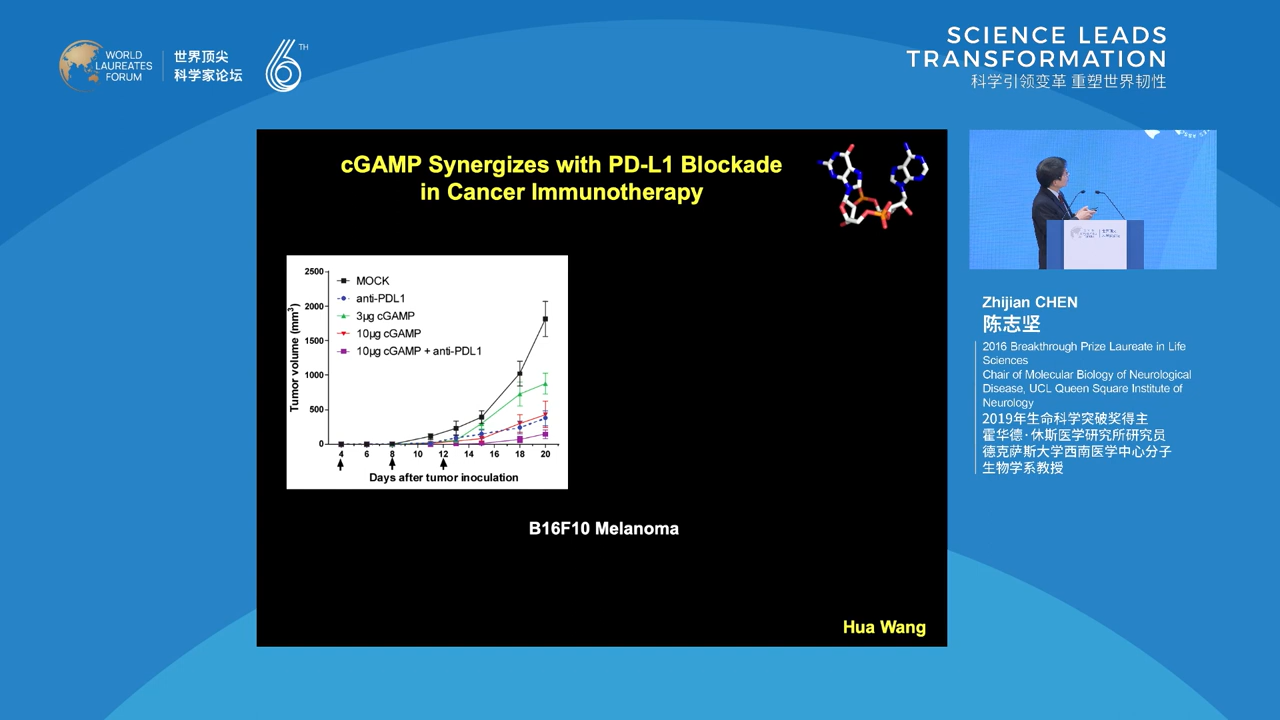 WORLD
LAUREATES
FORUM
世界顶尖
科学家论坛
6TH
SCIENCE LEADS
TRANSFORMATION
科学引领变革 重塑世界韧性
cGAMP Synergizes with PD-L1 Blockade
in Cancer Immunotherapy
2500
2000
1500
1000
500
0
Tumor volume (mm3)
MOCK
anti-PDL1
3µg cGAMP
10µg cGAMP
10µg cGAMP + anti-PDL1
4 6 8 10 12 14 16 18 20
Days after tumor inoculation
B16F10 Melanoma
Hua Wang
Zhijian CHEN
陈志坚
2016 Breakthrough Prize Laureate in Life
Sciences
Chair of Molecular Biology of Neurological
Disease, UCL Queen Square Institute of
Neurology
2019年生命科学突破奖得主
霍华德·休斯医学研究所研究员
德克萨斯大学西南医学中心分子
生物学系教授